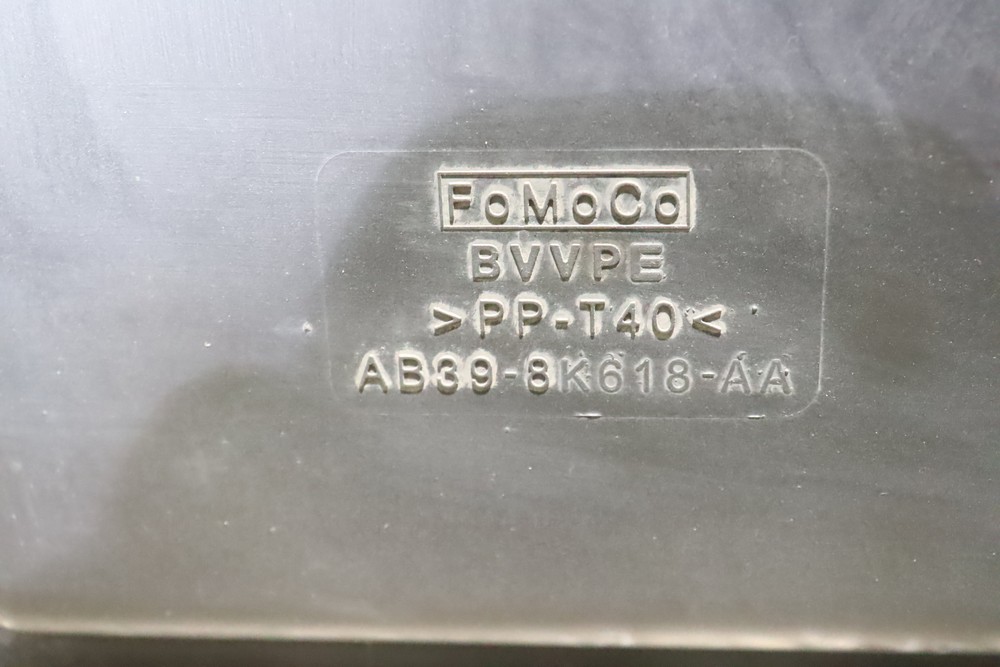 FoMoCo
BVVPE
>PP-T40<
AB39-8K618-AA